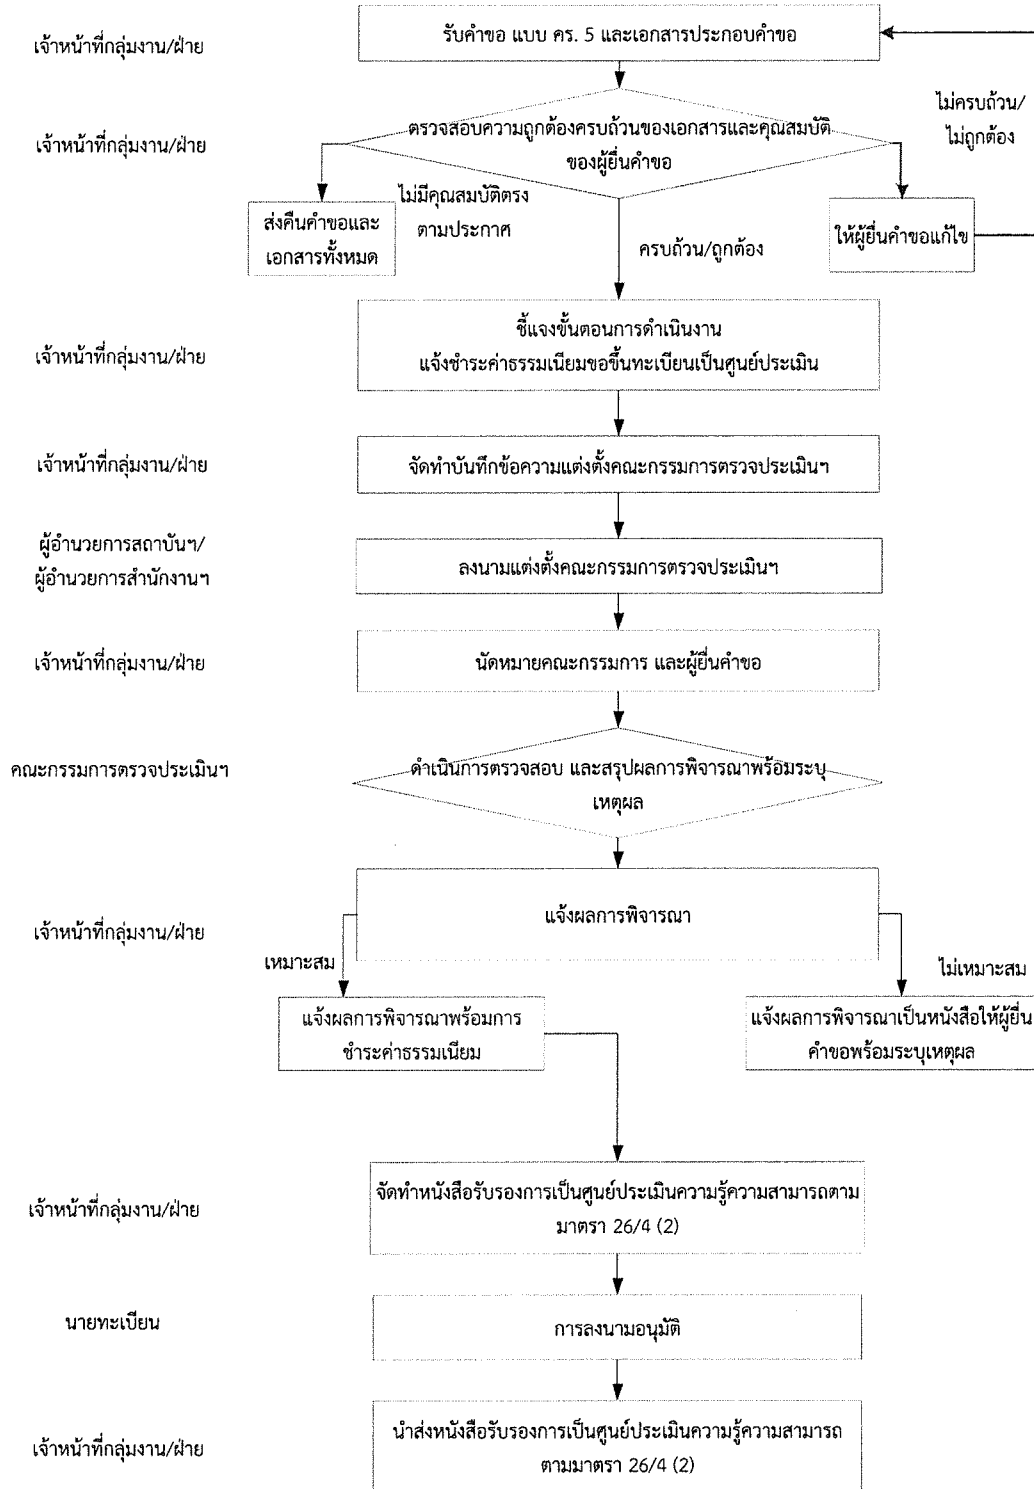 เจ้าหน้าที่กลุ่มงาน/ฝ่าย
รับคำขอ แบบ คร. 5 และเอกสารประกอบคำขอ
เจ้าหน้าที่กลุ่มงาน/ฝ่าย
ตรวจสอบความถูกต้องครบถ้วนของเอกสารและคุณสมบัติ
ของผู้ยื่นคำขอ
ไม่ครบถ้วน/
ไม่ถูกต้อง
ไม่มีคุณสมบัติตรง
ตามประกาศ
ส่งคืนคำขอและ
เอกสารทั้งหมด
ครบถ้วน/ถูกต้อง
ให้ผู้ยื่นคำขอแก้ไข
เจ้าหน้าที่กลุ่มงาน/ฝ่าย
ชี้แจงขั้นตอนการดำเนินงาน
แจ้งชำระค่าธรรมเนียมขอขึ้นทะเบียนเป็นศูนย์ประเมิน
เจ้าหน้าที่กลุ่มงาน/ฝ่าย
จัดทำบันทึกข้อความแต่งตั้งคณะกรรมการตรวจประเมินฯ
ผู้อำนวยการสถาบันฯ/
ผู้อำนวยการสำนักงานฯ
ลงนามแต่งตั้งคณะกรรมการตรวจประเมินฯ
เจ้าหน้าที่กลุ่มงาน/ฝ่าย
นัดหมายคณะกรรมการ และผู้ยื่นคำขอ
คณะกรรมการตรวจประเมินฯ
ดำเนินการตรวจสอบ และสรุปผลการพิจารณาพร้อมระบุ
เหตุผล
เจ้าหน้าที่กลุ่มงาน/ฝ่าย
แจ้งผลการพิจารณา
เหมาะสม
ไม่เหมาะสม
แจ้งผลการพิจารณาพร้อมการ
ชำระค่าธรรมเนียม
แจ้งผลการพิจารณาเป็นหนังสือให้ผู้ยื่น
คำขอพร้อมระบุเหตุผล
เจ้าหน้าที่กลุ่มงาน/ฝ่าย
จัดทำหนังสือรับรองการเป็นศูนย์ประเมินความรู้ความสามารถตาม
มาตรา 26/4 (2)
นายทะเบียน
การลงนามอนุมัติ
เจ้าหน้าที่กลุ่มงาน/ฝ่าย
นำส่งหนังสือรับรองการเป็นศูนย์ประเมินความรู้ความสามารถ
ตามมาตรา 26/4 (2)